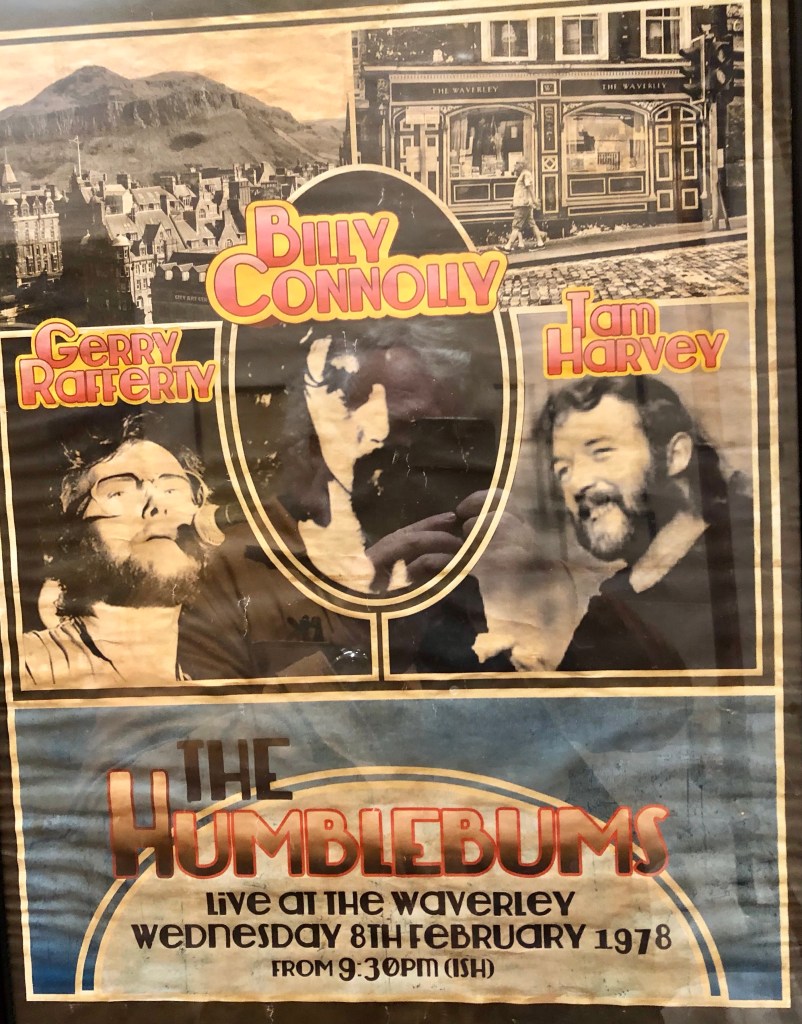 THE WAVERLEY
THE WAVERLEY
BILLY
CONNOLLY
GERRY
RAFFERTY
Tam
Harvey
THE
HUMBLEBUMS
LIVE AT THE WAVERLEY
WEDNESDAY 8TH FEBRUARY 1978
FROM 9:30PM (ISH)